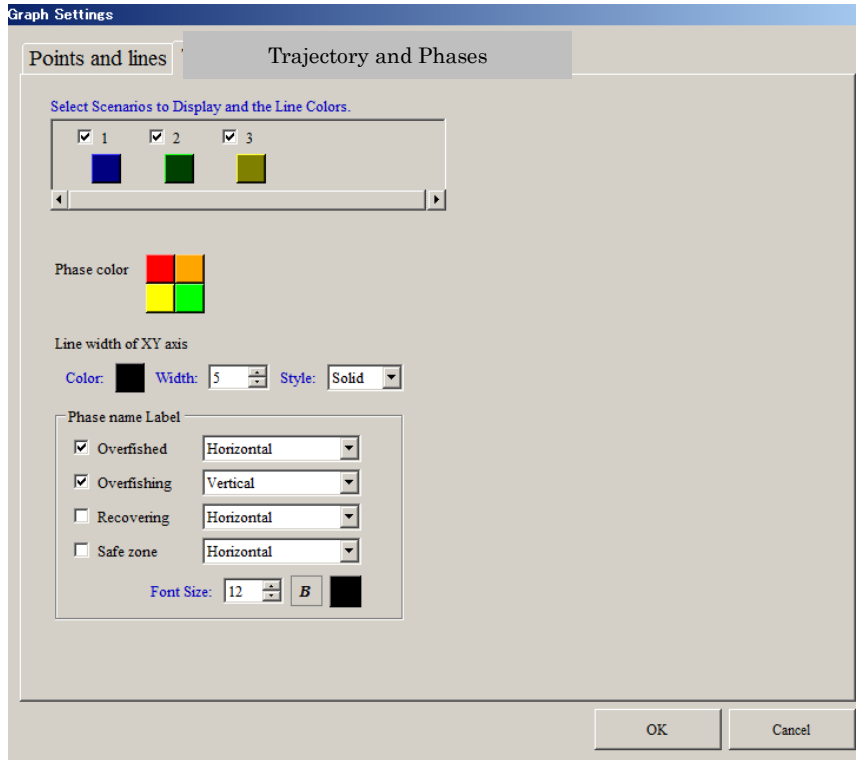 Graph Settings
Points and lines
Trajectory and Phases
Select Scenarios to Display and the Line Colors.
1 2 3
Phase color
Line width of XY axis
Color: Width: 5 Style: Solid
Phase name Label
Overfished Horizontal
Overfishing Vertical
Recovering Horizontal
Safe zone Horizontal
Font Size: 12 B
OK Cancel